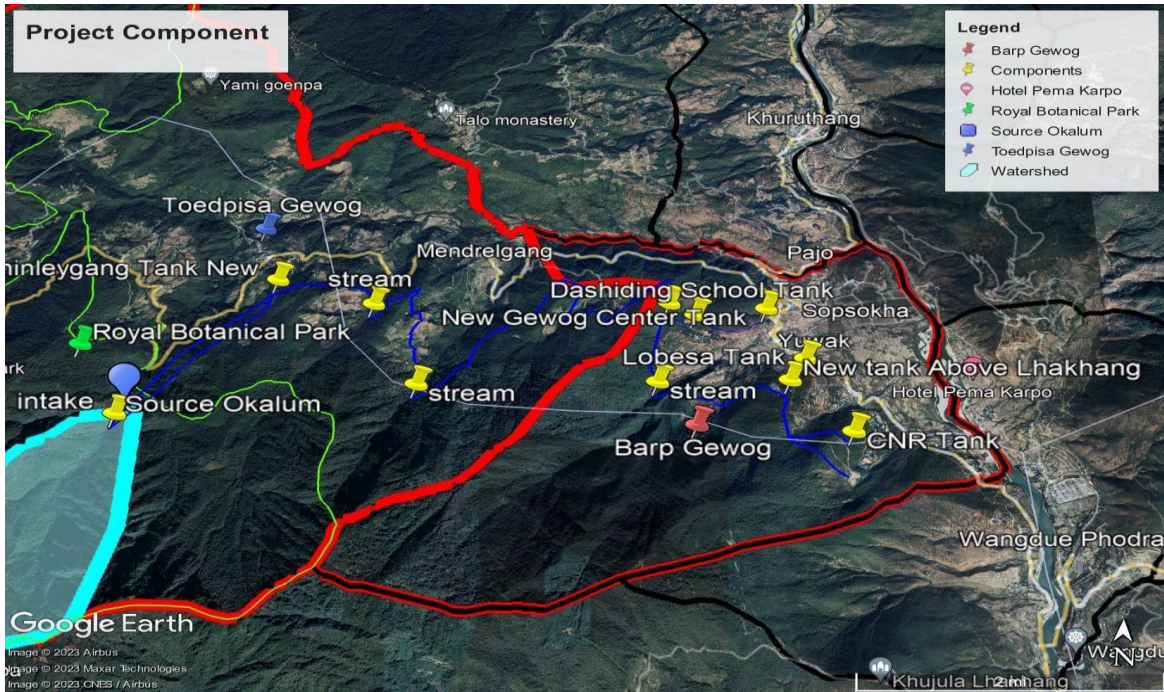 Project Component
Legend
Barp Gewog
Components
Hotel Pema Karpo
Royal Botanical Park
Source Okalum
Toedpisa Gewog
Watershed
Yami goenpa
Talo monastery
Khuruthang
Toedpisa Gewog
Mendrelgang
Pajo
hinleygang Tank New
stream
Dashiding School Tank
New Gewog Center Tank
Sopsokha
Royal Botanical Park
Yuwak
Lobesa Tank
New tank Above Lhakhang
ark
stream
stream
Hotel Pema Karpo
intake
Source Okalum
Barp Gewog
CNR Tank
Wangdue Phodra
Google Earth
Image © 2023 Airbus
Image © 2023 Maxar Technologies
Image © 2023 CNES / Airbus
N
Wangdu
Khujula Lhakhang
2 mi